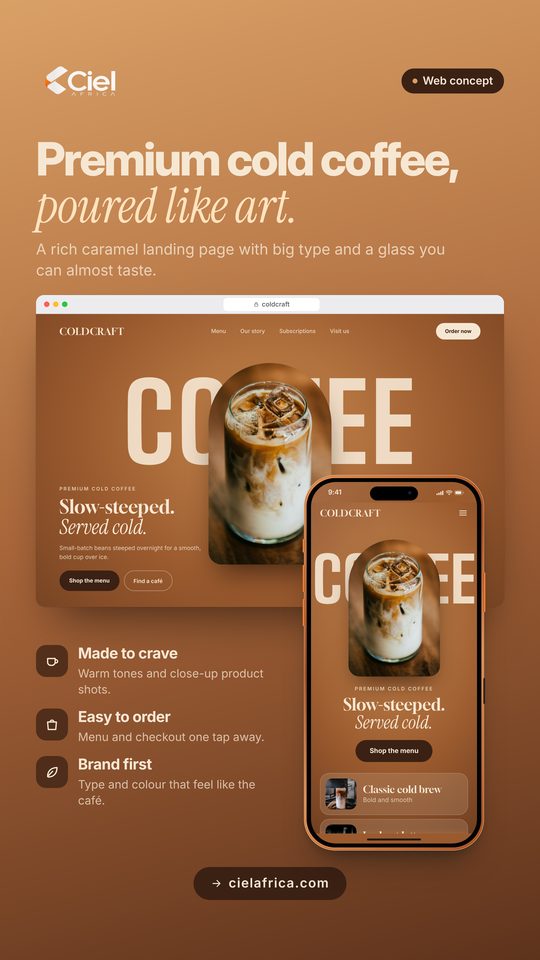 Ciel
AFRICA
Web concept
Premium cold coffee,
poured like art.
A rich caramel landing page with big type and a glass you
can almost taste.
coldcraft
COLDCRAFT
Menu
Our story
Subscriptions
Visit us
Order now
CO EE
PREMIUM COLD COFFEE
Slow-steeped.
Served cold.
Small-batch beans steeped overnight for a smooth,
bold cup over ice.
Shop the menu
Find a café
9:41
COLDCRAFT
CO EE
PREMIUM COLD COFFEE
Slow-steeped.
Served cold.
Shop the menu
Classic cold brew
Bold and smooth
Made to crave
Warm tones and close-up product
shots.
Easy to order
Menu and checkout one tap away.
Brand first
Type and colour that feel like the
café.
→ cielafrica.com